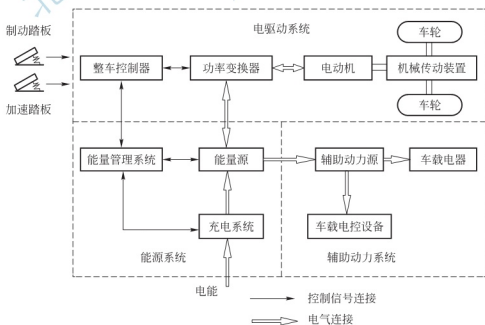 电驱动系统
制动踏板
加速踏板
整车控制器
功率变换器
电动机
机械传动装置
车轮
车轮
能量管理系统
能量源
辅助动力源
车载电器
充电系统
车载电控设备
能源系统
辅助动力系统
电能
控制信号连接
电气连接